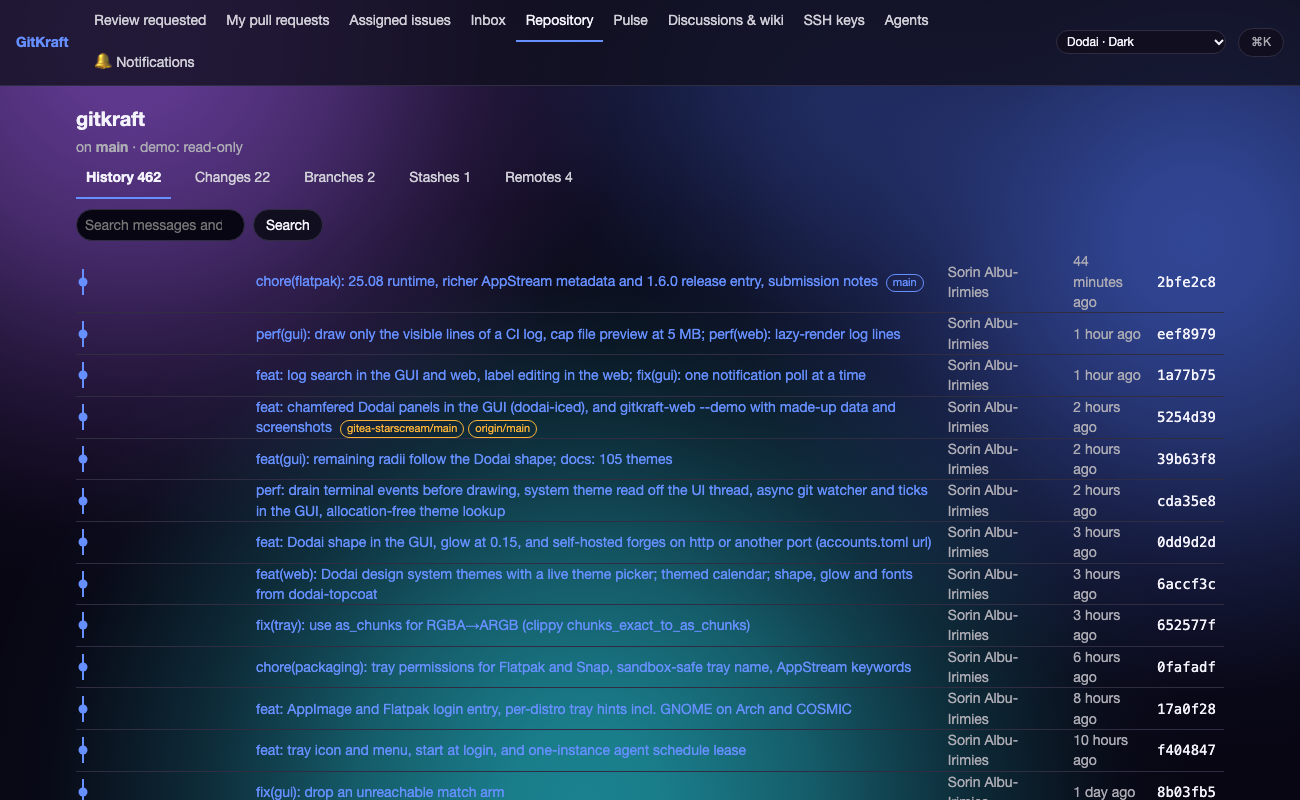 GitKraft
Review requested My pull requests Assigned issues Inbox Repository Pulse Discussions & wiki SSH keys Agents
🔔 Notifications
Dodai · Dark
⌘K
gitkraft
on main · demo: read-only
History 462 Changes 22 Branches 2 Stashes 1 Remotes 4
Search messages and
Search
chore(flatpak): 25.08 runtime, richer AppStream metadata and 1.6.0 release entry, submission notes main
Sorin Albu-
Irimies
44
minutes
ago
2bfe2c8
perf(gui): draw only the visible lines of a CI log, cap file preview at 5 MB; perf(web): lazy-render log lines
Sorin Albu-
Irimies
1 hour ago
eef8979
feat: log search in the GUI and web, label editing in the web; fix(gui): one notification poll at a time
Sorin Albu-
Irimies
1 hour ago
1a77b75
feat: chamfered Dodai panels in the GUI (dodai-iced), and gitkraft-web --demo with made-up data and
screenshots gitea-starscream/main origin/main
Sorin Albu-
Irimies
2 hours
ago
5254d39
feat(gui): remaining radii follow the Dodai shape; docs: 105 themes
Sorin Albu-
Irimies
2 hours
ago
39b63f8
perf: drain terminal events before drawing, system theme read off the UI thread, async git watcher and ticks
in the GUI, allocation-free theme lookup
Sorin Albu-
Irimies
2 hours
ago
cda35e8
feat: Dodai shape in the GUI, glow at 0.15, and self-hosted forges on http or another port (accounts.toml url)
Sorin Albu-
Irimies
3 hours
ago
0dd9d2d
feat(web): Dodai design system themes with a live theme picker; themed calendar; shape, glow and fonts
from dodai-topcoat
Sorin Albu-
Irimies
3 hours
ago
6accf3c
fix(tray): use as_chunks for RGBA→ARGB (clippy chunks_exact_to_as_chunks)
Sorin Albu-
Irimies
3 hours
ago
652577f
chore(packaging): tray permissions for Flatpak and Snap, sandbox-safe tray name, AppStream keywords
Sorin Albu-
Irimies
6 hours
ago
0fafadf
feat: AppImage and Flatpak login entry, per-distro tray hints incl. GNOME on Arch and COSMIC
Sorin Albu-
Irimies
8 hours
ago
17a0f28
feat: tray icon and menu, start at login, and one-instance agent schedule lease
Sorin Albu-
Irimies
10 hours
ago
f404847
fix(gui): drop an unreachable match arm
Sorin Albu-
Irimies
1 day ago
8b03fb5